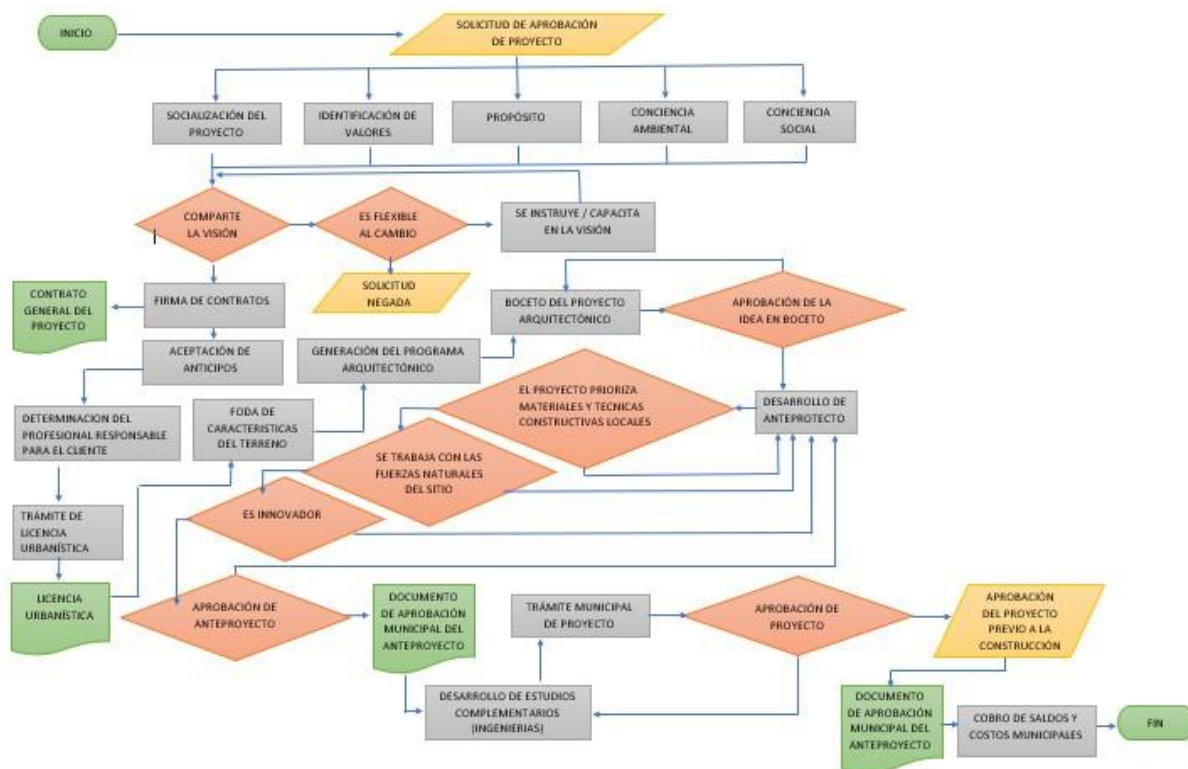 INICIO
SOLICITUD DE APROBACIÓN
DE PROYECTO
SOCIALIZACIÓN DEL
PROYECTO
IDENTIFICACIÓN DE
VALORES
PROPÓSITO
CONCIENCIA
AMBIENTAL
CONCIENCIA
SOCIAL
COMPARTE
LA VISIÓN
ES FLEXIBLE
AL CAMBIO
SE INSTRUYE / CAPACITA
EN LA VISIÓN
CONTRATO
GENERAL DEL
PROYECTO
FIRMA DE CONTRATOS
SOLICITUD
NEGADA
BOCETO DEL PROYECTO
ARQUITECTÓNICO
APROBACIÓN DE LA
IDEA EN BOCETO
ACEPTACIÓN DE
ANTICIPOS
GENERACIÓN DEL PROGRAMA
ARQUITECTÓNICO
DETERMINACION DEL
PROFESIONAL RESPONSABLE
PARA EL CLIENTE
FODA DE
CARACTERISTICAS
DEL TERRENO
EL PROYECTO PRIORIZA
MATERIALES Y TECNICAS
CONSTRUCTIVAS LOCALES
DESARROLLO DE
ANTEPROTECTO
SE TRABAJA CON LAS
FUERZAS NATURALES
DEL SITIO
TRÁMITE DE
LICENCIA
URBANÍSTICA
ES INNOVADOR
LICENCIA
URBANÍSTICA
APROBACIÓN DE
ANTEPROYECTO
DOCUMENTO
DE APROBACIÓN
MUNICIPAL DEL
ANTEPROYECTO
TRÁMITE MUNICIPAL
DE PROYECTO
APROBACIÓN DE
PROYECTO
APROBACIÓN
DEL PROYECTO
PREVIO A LA
CONSTRUCCIÓN
DESARROLLO DE ESTUDIOS
COMPLEMENTARIOS
(INGENIERIAS)
DOCUMENTO
DE APROBACIÓN
MUNICIPAL DEL
ANTEPROYECTO
COBRO DE SALDOS Y
COSTOS MUNICIPALES
FIN